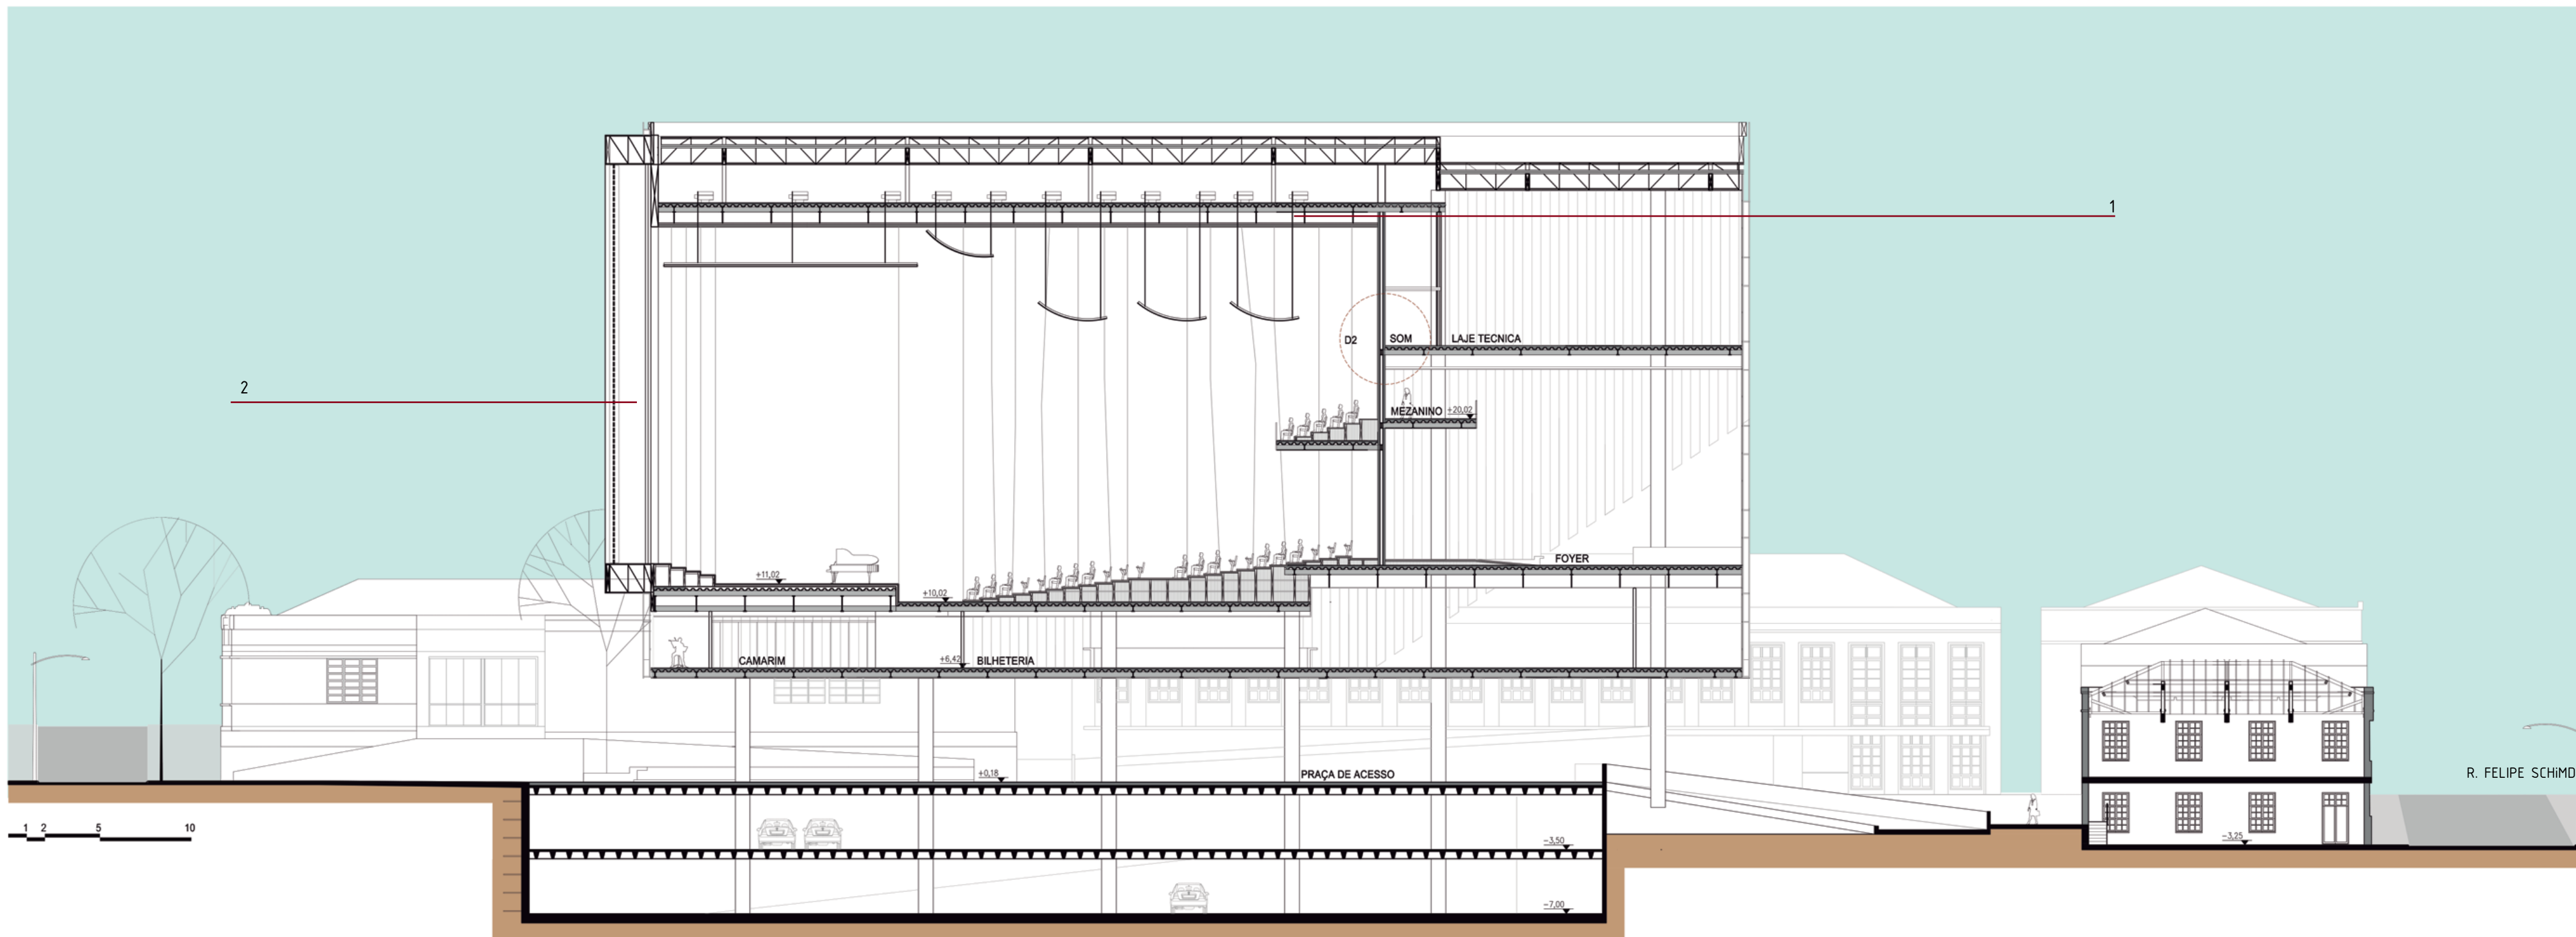 1
2
D2
SOM
LAJE TECNICA
MEZANINO
+20,02
FOYER
+11,02
+10,02
CAMARIM
+6,42
BILHETERIA
+0,18
PRAÇA DE ACESSO
R. FELIPE SCHiMD
1 2 5 10
-3,50
-3,25
-7,00